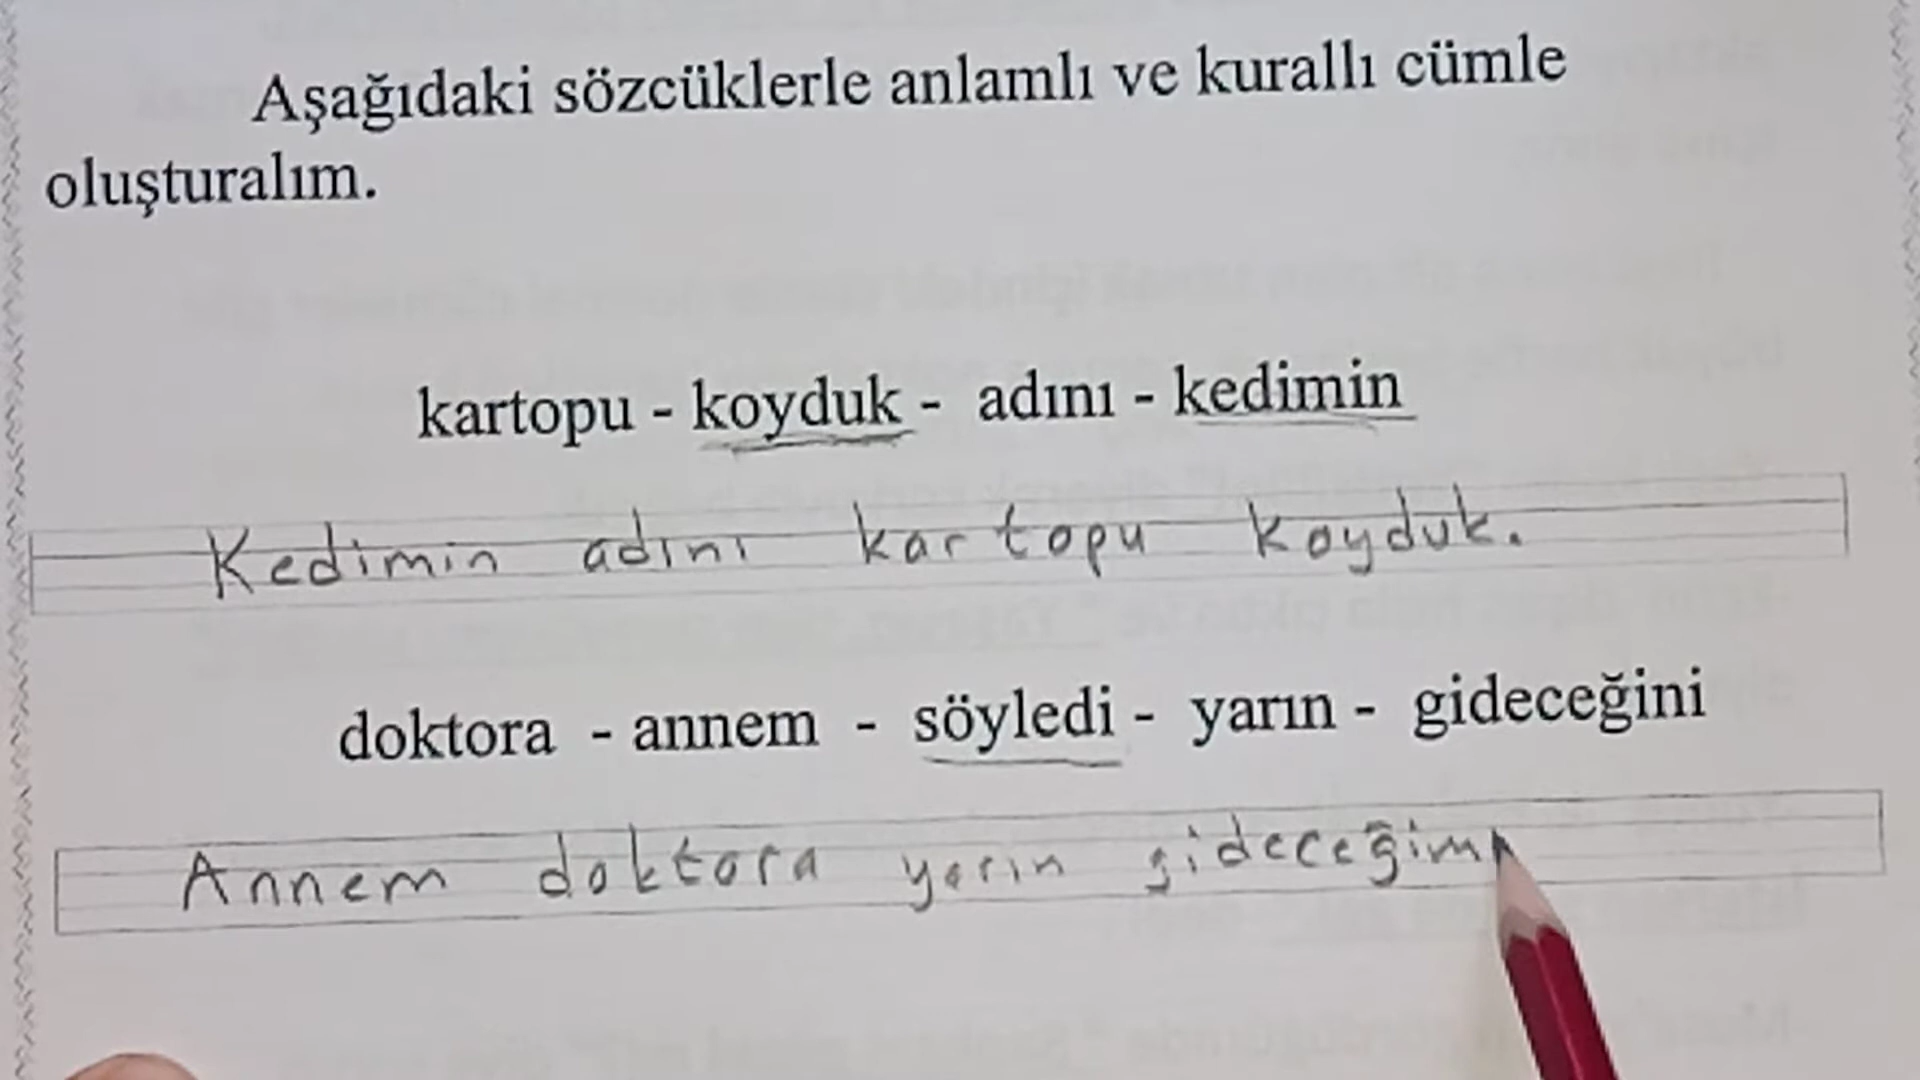 Aşağıdaki sözcüklerle anlamlı ve kurallı cümle
oluşturalım.
kartopu - koyduk - adını - kedimin
Kedimin adını kartopu koyduk.
doktora - annem - söyledi - yarın - gideceğini
Annem doktora yarın